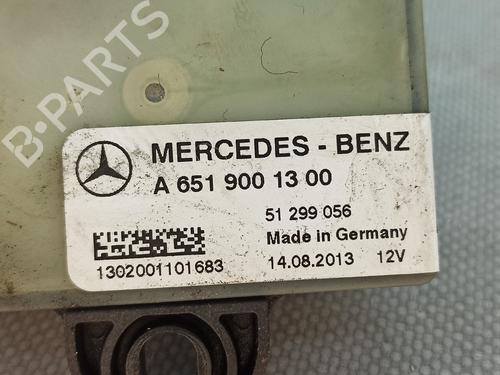 B-PARTS
MERCEDES - BENZ
A 651 900 13 00
51 299 056
Made in Germany
1302001101683
14.08.2013 12V